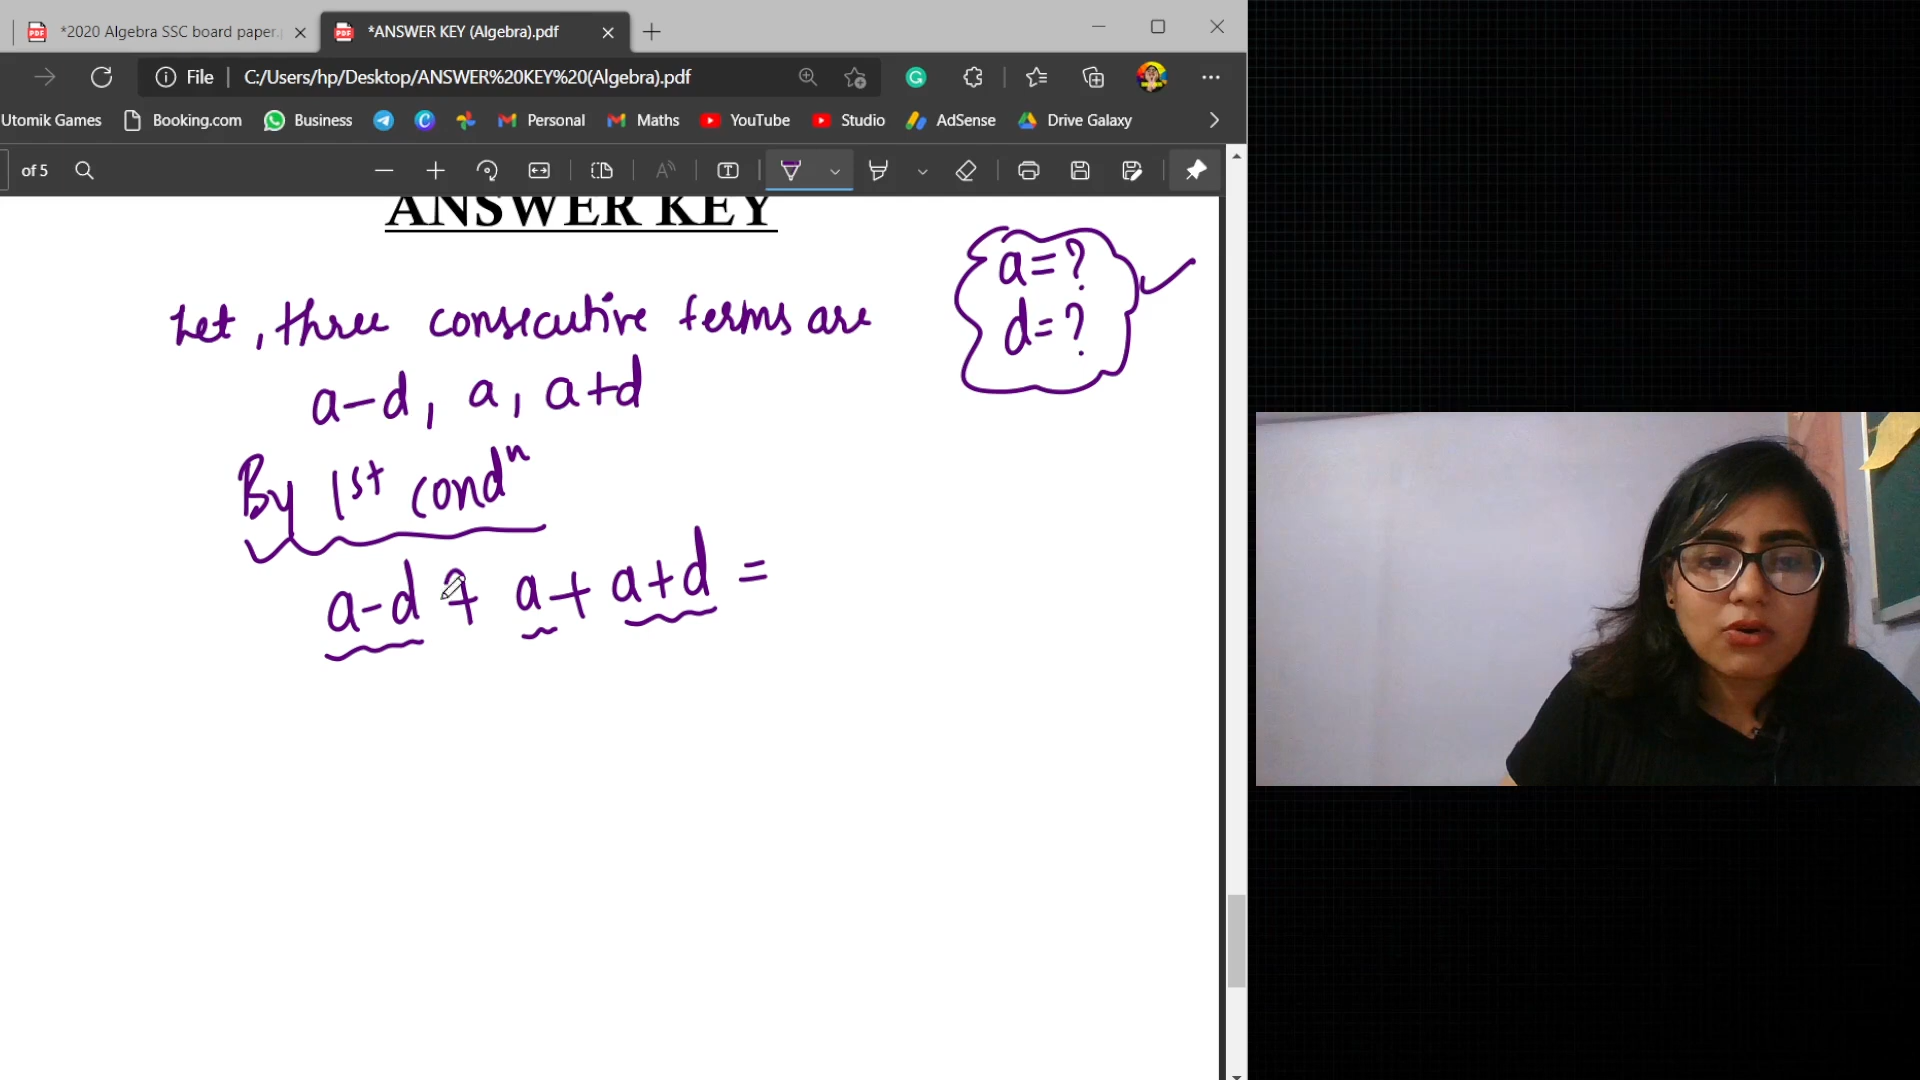 *2020 Algebra SSC board paper.
*ANSWER KEY (Algebra).pdf
File C:/Users/hp/Desktop/ANSWER%20KEY%20(Algebra).pdf
Utomik Games Booking.com Business Personal Maths YouTube Studio AdSense Drive Galaxy
of 5
ANSWER KEY
a=?
d=?
Let, three consecutive terms are
a-d, a, a+d
By 1st condⁿ
a-d + a + a+d =